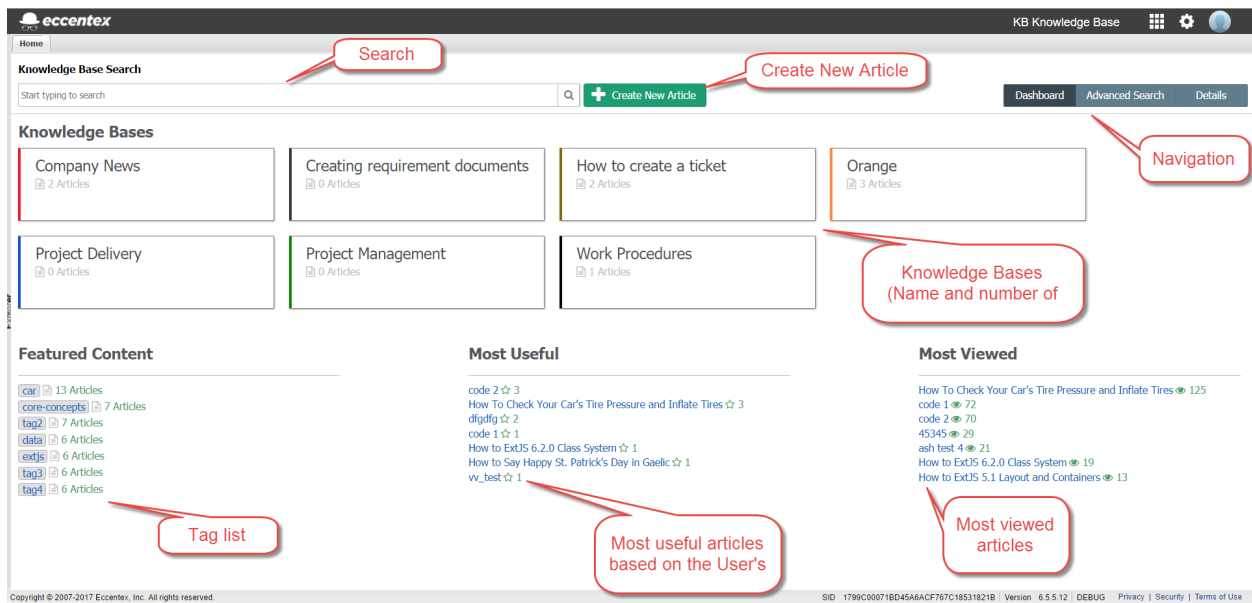 eccentex
KB Knowledge Base
Home
Search
Knowledge Base Search
Create New Article
Start typing to search
Create New Article
Dashboard Advanced Search Details
Navigation
Knowledge Bases
Company News
2 Articles
Creating requirement documents
0 Articles
How to create a ticket
2 Articles
Orange
3 Articles
Project Delivery
0 Articles
Project Management
0 Articles
Work Procedures
1 Articles
Knowledge Bases
(Name and number of
Featured Content
car 13 Articles
core-concepts 7 Articles
tag2 7 Articles
data 6 Articles
extjs 6 Articles
tag3 6 Articles
tag4 6 Articles
Tag list
Most Useful
code 2 ☆ 3
How To Check Your Car's Tire Pressure and Inflate Tires ☆ 3
dfgdfg ☆ 2
code 1 ☆ 1
How to ExtJS 6.2.0 Class System ☆ 1
How to Say Happy St. Patrick's Day in Gaelic ☆ 1
vv_test ☆ 1
Most useful articles
based on the User's
Most Viewed
How To Check Your Car's Tire Pressure and Inflate Tires 125
code 1 72
code 2 70
45345 29
ash test 4 21
How to ExtJS 6.2.0 Class System 19
How to ExtJS 5.1 Layout and Containers 13
Most viewed
articles
Copyright © 2007-2017 Eccentex, Inc. All rights reserved.
SID 1799C00071BD45A6ACF767C18531821B | Version 6.5.5.12 | DEBUG Privacy | Security | Terms of Use